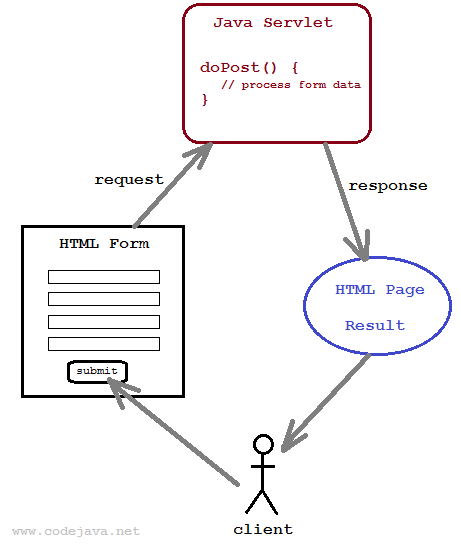 Java Servlet
doPost() {
// process form data
}
request
response
HTML Form
submit
HTML Page
Result
client
www.codejava.net